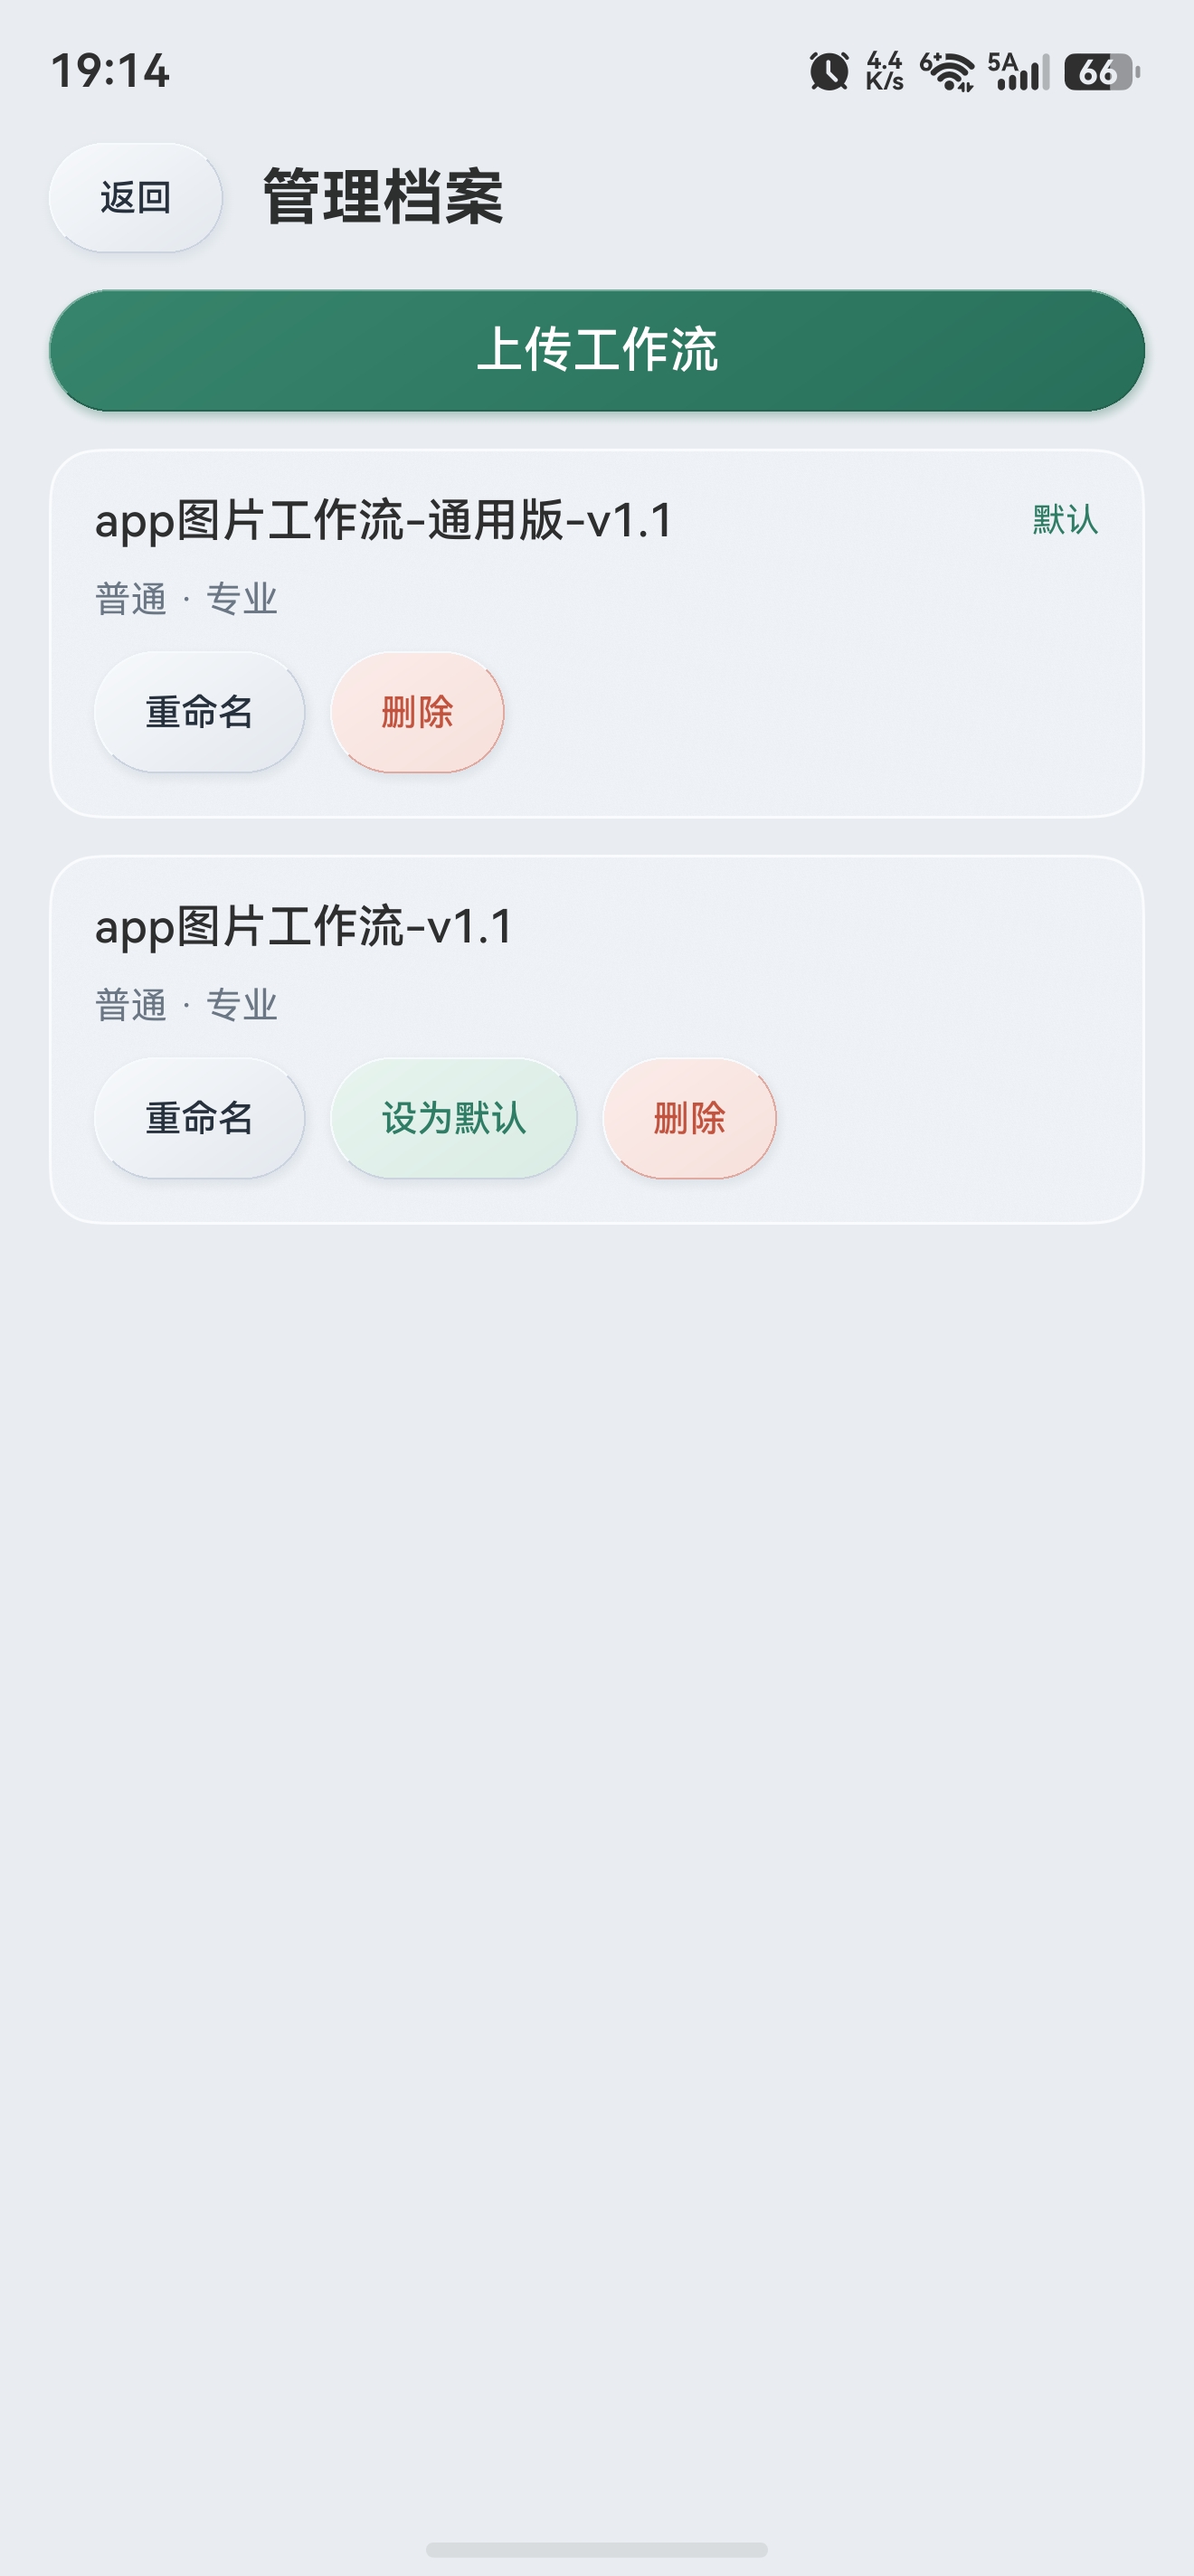 19:14
4.4 K/s 6+ 5A 66
返回 管理档案
上传工作流
app图片工作流-通用版-v1.1 默认
普通 · 专业
重命名 删除
app图片工作流-v1.1
普通 · 专业
重命名 设为默认 删除